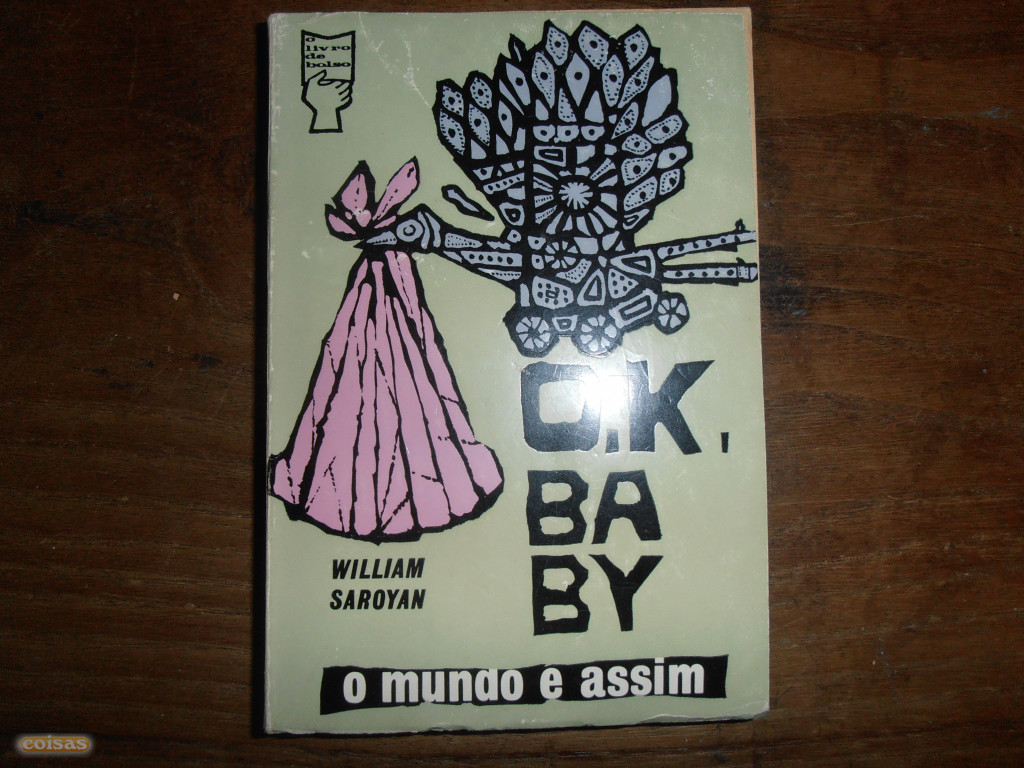 o
livro
de
bolso
O.K.,
BA
BY
WILLIAM
SAROYAN
o mundo e assim
coisas